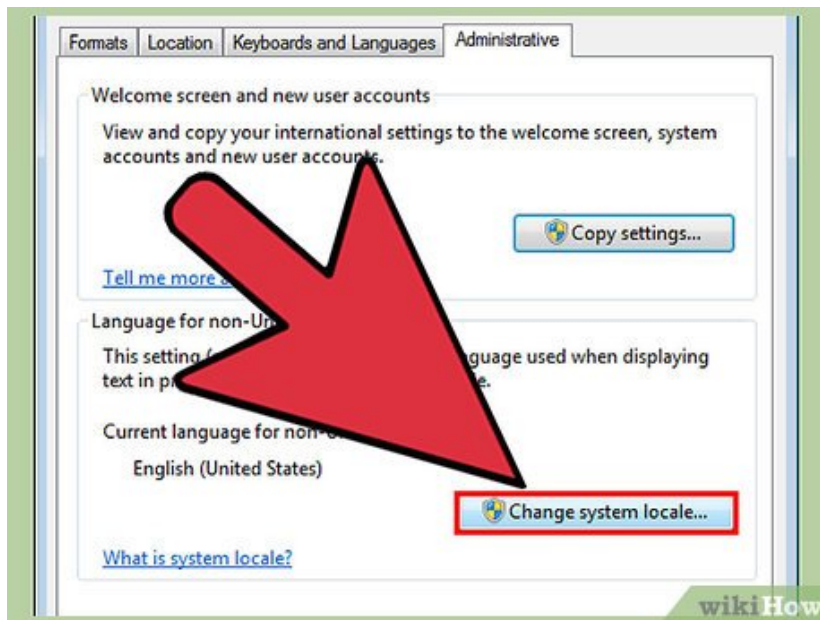 Formats Location Keyboards and Languages Administrative
Welcome screen and new user accounts
View and copy your international settings to the welcome screen, system
accounts and new user accounts.
Copy settings...
Tell me more
Language for non-Un
This setting guage used when displaying
text in p e.
Current language for non-
English (United States)
Change system locale...
What is system locale?
wikiHow